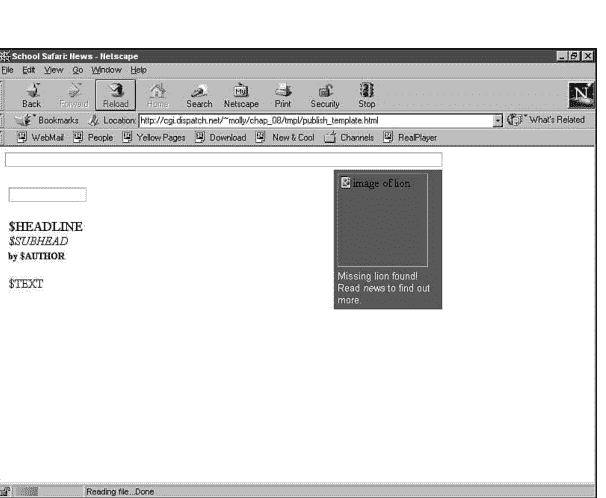 School Safari: News - Netscape
File Edit View Go Window Help
Back Forward Reload Home Search Netscape Print Security Stop
Bookmarks Location: http://cgi.dispatch.net/~molly/chap_08/tmpl/publish_template.html What's Related
WebMail People Yellow Pages Download New & Cool Channels RealPlayer
image of lion
$HEADLINE
$SUBHEAD
by $AUTHOR
$TEXT
Missing lion found!
Read news to find out
more.
Reading file...Done